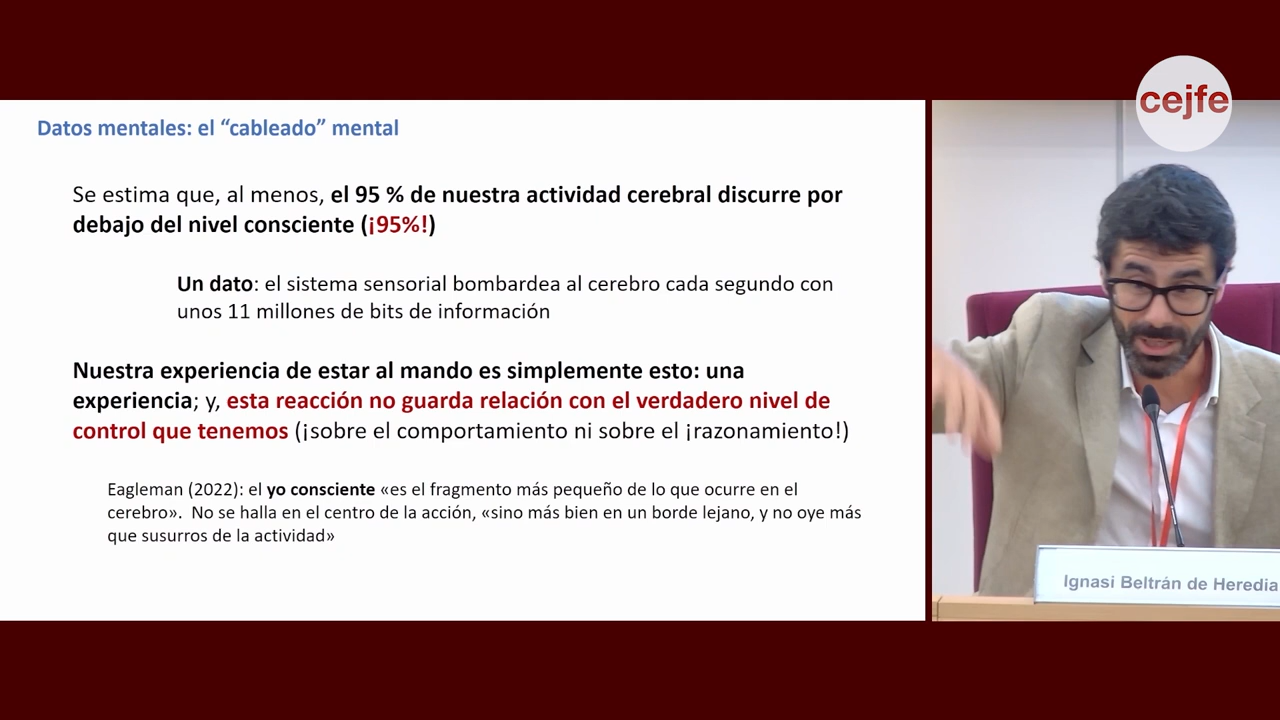 cejfe
Datos mentales: el “cableado” mental
Se estima que, al menos, el 95 % de nuestra actividad cerebral discurre por
debajo del nivel consciente (¡95%!)
Un dato: el sistema sensorial bombardea al cerebro cada segundo con
unos 11 millones de bits de información
Nuestra experiencia de estar al mando es simplemente esto: una
experiencia; y, esta reacción no guarda relación con el verdadero nivel de
control que tenemos (¡sobre el comportamiento ni sobre el ¡razonamiento!)
Eagleman (2022): el yo consciente «es el fragmento más pequeño de lo que ocurre en el
cerebro». No se halla en el centro de la acción, «sino más bien en un borde lejano, y no oye más
que susurros de la actividad»
Ignasi Beltrán de Heredia